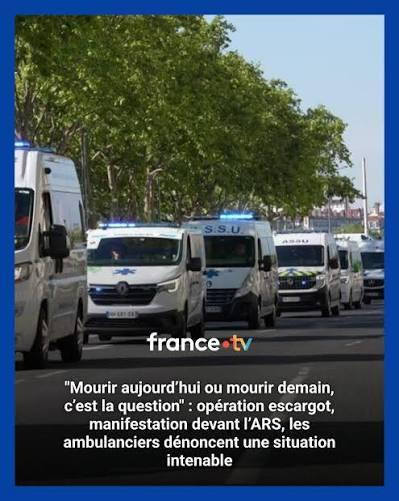 S.S.U.
ASSU
france•tv
"Mourir aujourd'hui ou mourir demain,
c'est la question" : opération escargot,
manifestation devant l'ARS, les
ambulanciers dénoncent une situation
intenable